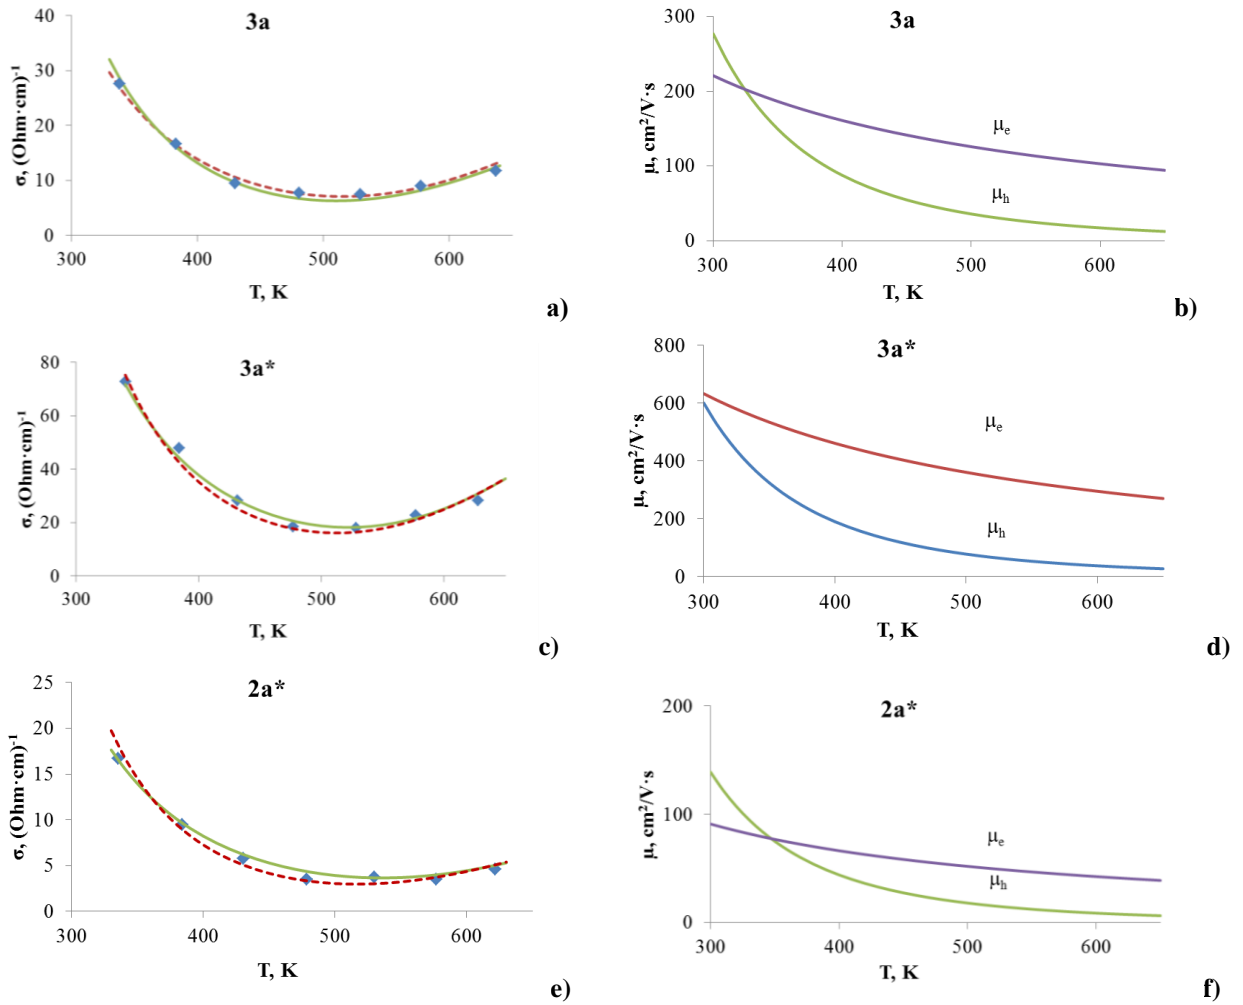 3a
σ, (Ohm·cm)⁻¹
40
30
20
10
0
300
400
500
600
T, K
a)
3a
μ, cm²/V·s
300
200
100
0
300
400
500
600
μe
μh
T, K
b)
3a*
σ, (Ohm·cm)⁻¹
80
60
40
20
0
300
400
500
600
T, K
c)
3a*
μ, cm²/V·s
800
600
400
200
0
300
400
500
600
μe
μh
T, K
d)
2a*
σ, (Ohm·cm)⁻¹
25
20
15
10
5
0
300
400
500
600
T, K
e)
2a*
μ, cm²/V·s
200
100
0
300
400
500
600
μe
μh
T, K
f)